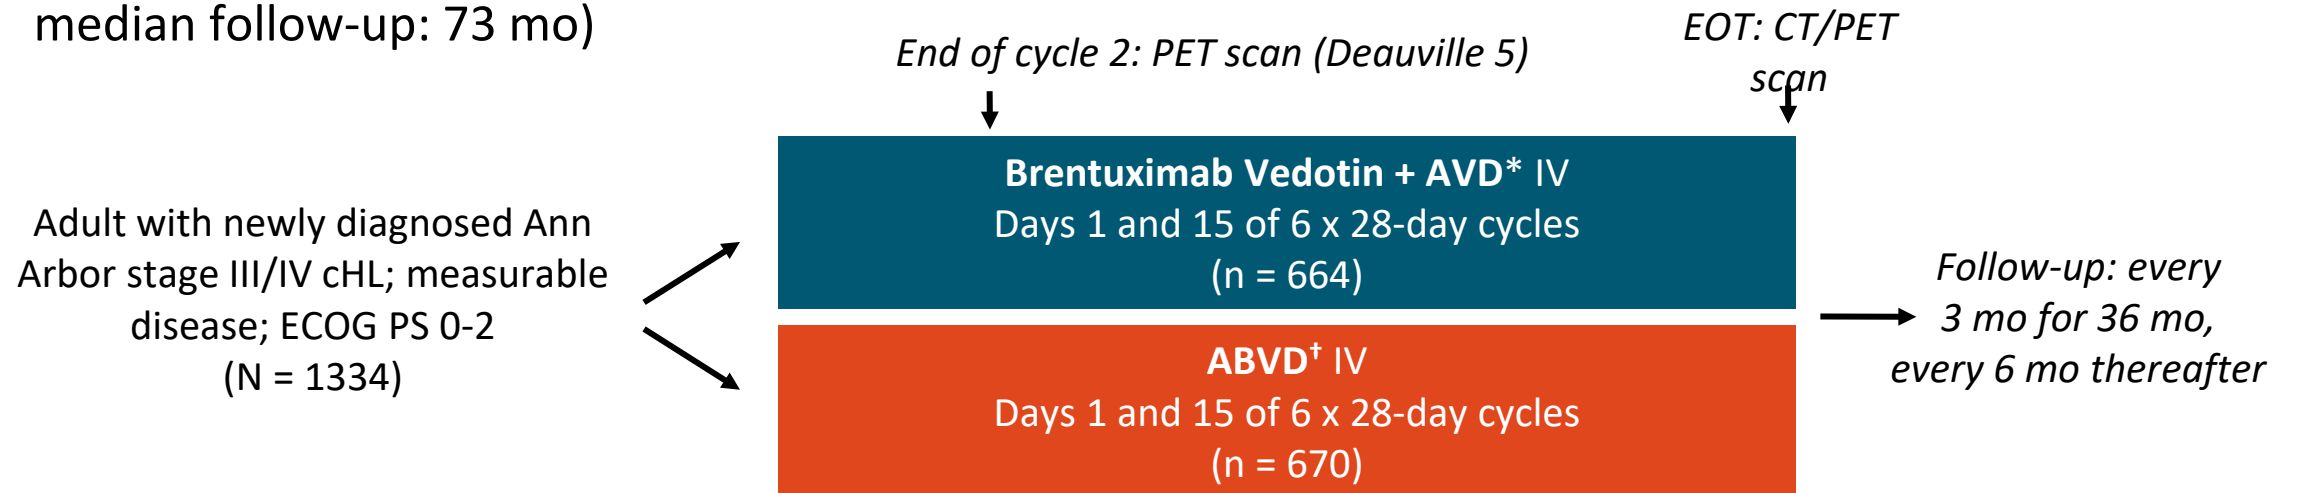 median follow-up: 73 mo)
End of cycle 2: PET scan (Deauville 5)
EOT: CT/PET
scan
Adult with newly diagnosed Ann
Arbor stage III/IV cHL; measurable
disease; ECOG PS 0-2
(N = 1334)
Brentuximab Vedotin + AVD* IV
Days 1 and 15 of 6 x 28-day cycles
(n = 664)
ABVD† IV
Days 1 and 15 of 6 x 28-day cycles
(n = 670)
Follow-up: every
3 mo for 36 mo,
every 6 mo thereafter